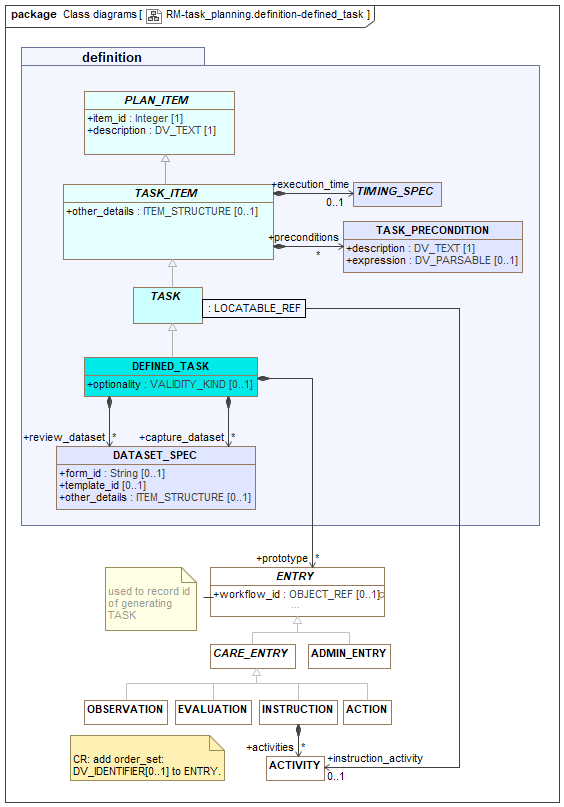 package Class diagrams [ RM-task_planning.definition-defined_task ]
definition
PLAN_ITEM
+item_id : Integer [1]
+description : DV_TEXT [1]
TASK_ITEM
+other_details : ITEM_STRUCTURE [0..1]
+execution_time
0..1
TIMING_SPEC
+preconditions
*
TASK_PRECONDITION
+description : DV_TEXT [1]
+expression : DV_PARSABLE [0..1]
TASK
: LOCATABLE_REF
DEFINED_TASK
+optionality : VALIDITY_KIND [0..1]
+review_dataset *
+capture_dataset *
DATASET_SPEC
+form_id : String [0..1]
+template_id [0..1]
+other_details : ITEM_STRUCTURE [0..1]
+prototype *
used to record id
of generating
TASK
ENTRY
+workflow_id : OBJECT_REF [0..1]
...
CARE_ENTRY
ADMIN_ENTRY
OBSERVATION
EVALUATION
INSTRUCTION
ACTION
CR: add order_set:
DV_IDENTIFIER[0..1] to ENTRY.
+activities *
ACTIVITY
+instruction_activity
0..1